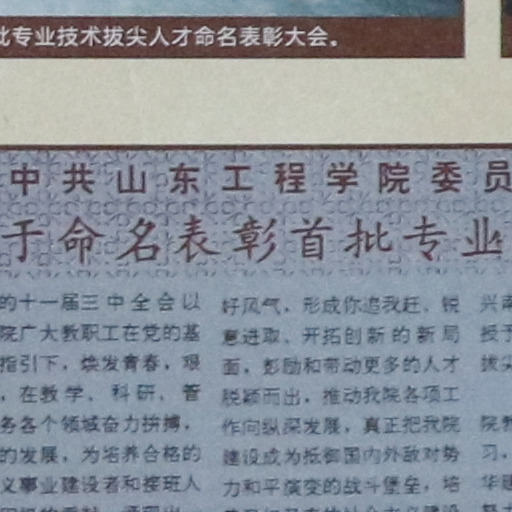 批专业技术拔尖人才命名表彰大会。
中共山东工程学院委员
于命名表彰首批专业
的十一届三中全会以
院广大教职工在党的基
指引下，焕发青春，艰
，在教学、科研、管
务各个领域奋力拼搏，
的发展，为培养合格的
义事业建设者和接班人
好风气，形成你追我赶、锐
意进取、开拓创新的新局
面，彭励和带动更多的人才
脱颖而出，推动我院各项工
作向纵深发展，真正把我院
建设成为抵御国内外敌对势
力和平演变的战斗堡垒，培
兴南
授予
拔尖
院教
习，
华建